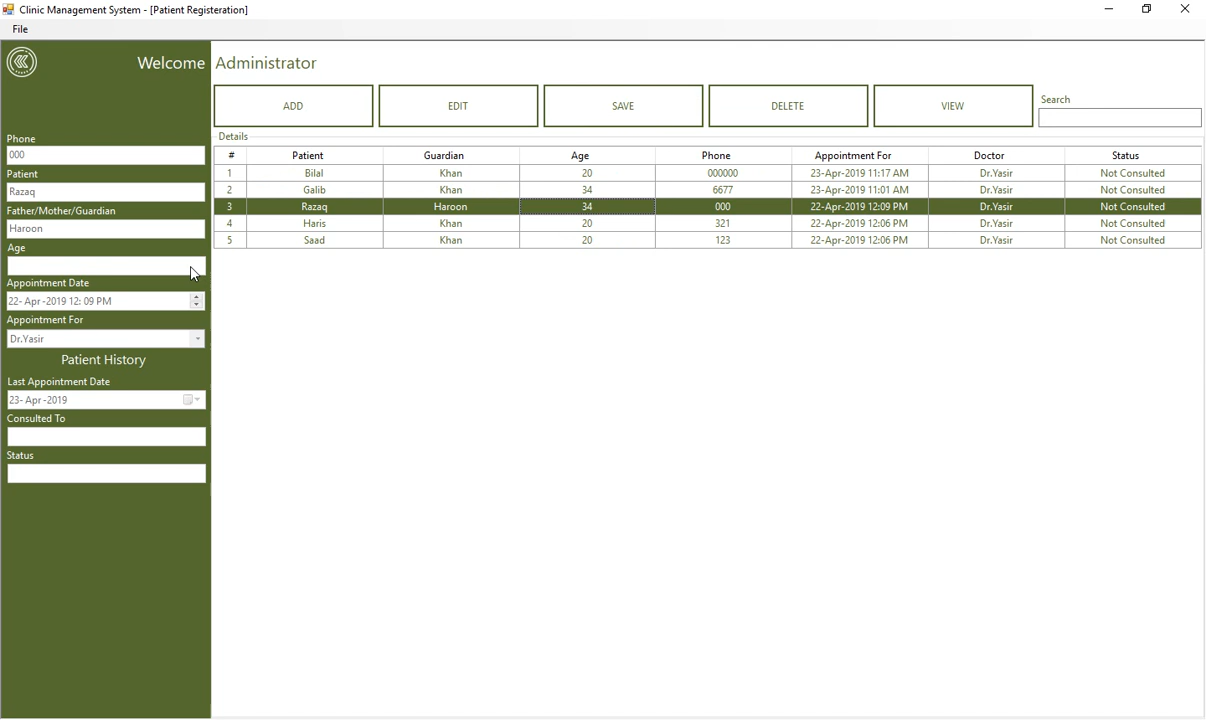 Clinic Management System - [Patient Registeration]
File
Welcome Administrator
ADD EDIT SAVE DELETE VIEW Search
Details
Phone
000
Patient
Razaq
Father/Mother/Guardian
Haroon
Age
Appointment Date
22- Apr -2019 12: 09 PM
Appointment For
Dr.Yasir
Patient History
Last Appointment Date
23- Apr -2019
Consulted To
Status
# Patient Guardian Age Phone Appointment For Doctor Status
1 Bilal Khan 20 000000 23-Apr-2019 11:17 AM Dr.Yasir Not Consulted
2 Galib Khan 34 6677 23-Apr-2019 11:01 AM Dr.Yasir Not Consulted
3 Razaq Haroon 34 000 22-Apr-2019 12:09 PM Dr.Yasir Not Consulted
4 Haris Khan 20 321 22-Apr-2019 12:06 PM Dr.Yasir Not Consulted
5 Saad Khan 20 123 22-Apr-2019 12:06 PM Dr.Yasir Not Consulted